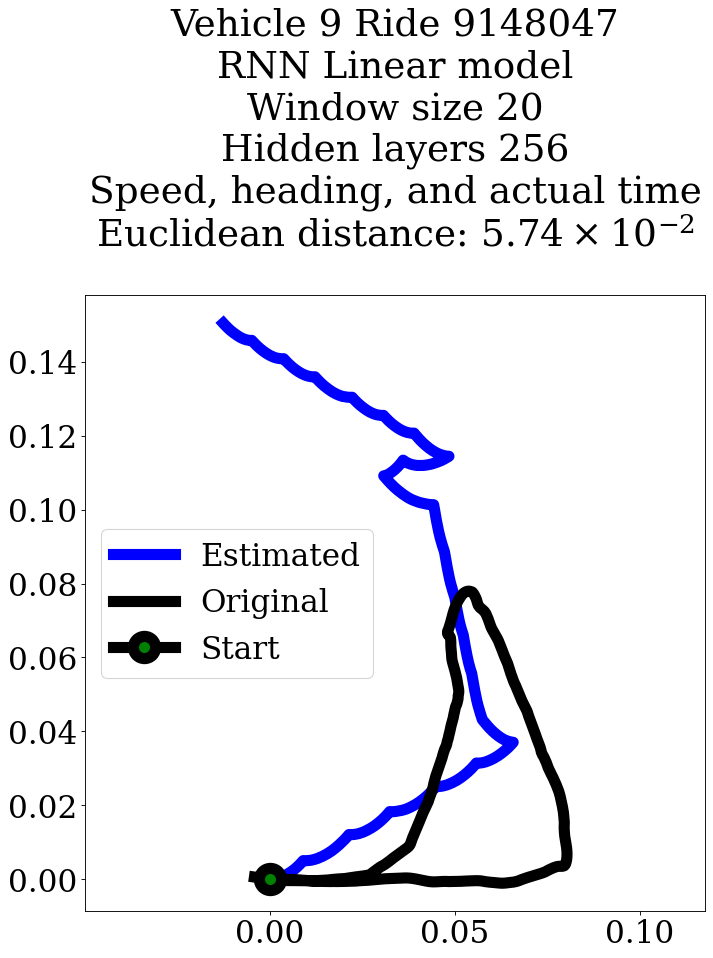 Vehicle 9 Ride 9148047
RNN Linear model
Window size 20
Hidden layers 256
Speed, heading, and actual time
Euclidean distance: 5.74 × 10⁻²
0.14
0.12
0.10
0.08
0.06
0.04
0.02
0.00
Estimated
Original
Start
0.00 0.05 0.10